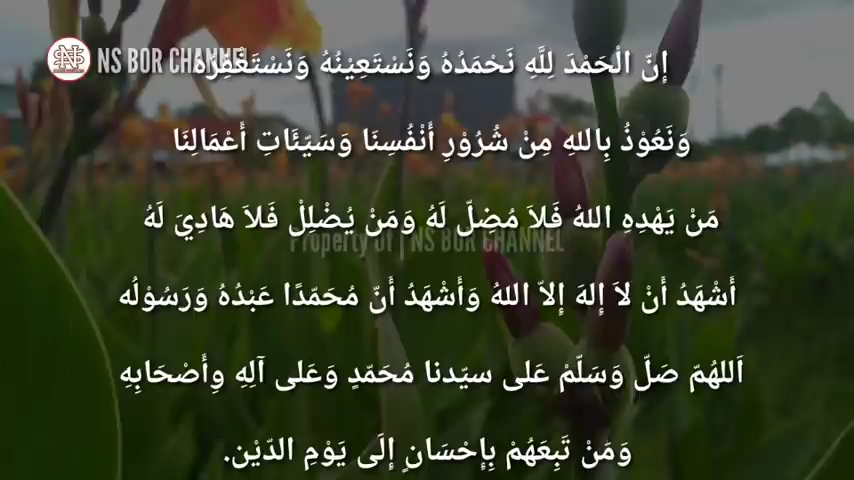 NS BOR CHANNEL
إِنّ الْحَمْدَ لِلَّهِ نَحْمَدُهُ وَنَسْتَعِيْنُهُ وَنَسْتَغْفِرُهُ
وَنَعُوْذُ بِاللهِ مِنْ شُرُوْرِ أَنْفُسِنَا وَسَيّئَاتِ أَعْمَالِنَا
مَنْ يَهْدِهِ اللهُ فَلاَ مُضِلّ لَهُ وَمَنْ يُضْلِلْ فَلاَ هَادِيَ لَهُ
Property of | NS BOR CHANNEL
أَشْهَدُ أَنْ لاَ إِلهَ إِلاّ اللهُ وَأَشْهَدُ أَنّ مُحَمّدًا عَبْدُهُ وَرَسُوْلُه
اَللهُمّ صَلّ وَسَلّمْ عَلى سيّدنا مُحَمّدٍ وَعَلى آلِهِ وِأَصْحَابِهِ
وَمَنْ تَبِعَهُمْ بِإِحْسَانٍ إِلَى يَوْمِ الدّيْن.